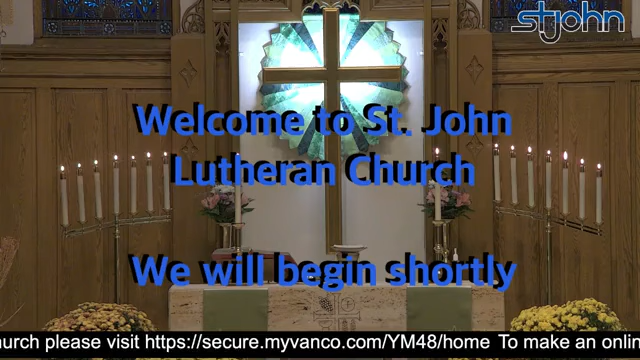 stjohn
Welcome to St. John
Lutheran Church
We will begin shortly
urch please visit https://secure.myvanco.com/YM48/home To make an onlin